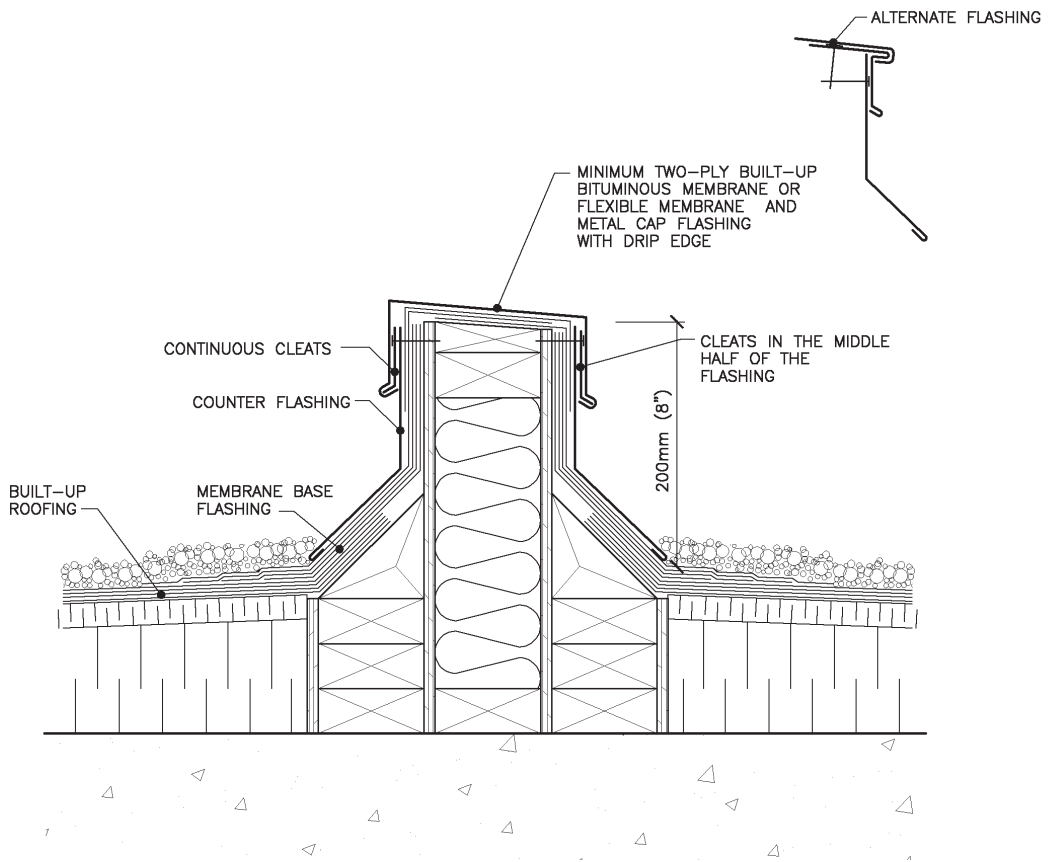 ALTERNATE FLASHING
MINIMUM TWO-PLY BUILT-UP
BITUMINOUS MEMBRANE OR
FLEXIBLE MEMBRANE AND
METAL CAP FLASHING
WITH DRIP EDGE
CONTINUOUS CLEATS
CLEATS IN THE MIDDLE
HALF OF THE
FLASHING
COUNTER FLASHING
200mm (8")
BUILT-UP
ROOFING
MEMBRANE BASE
FLASHING
1